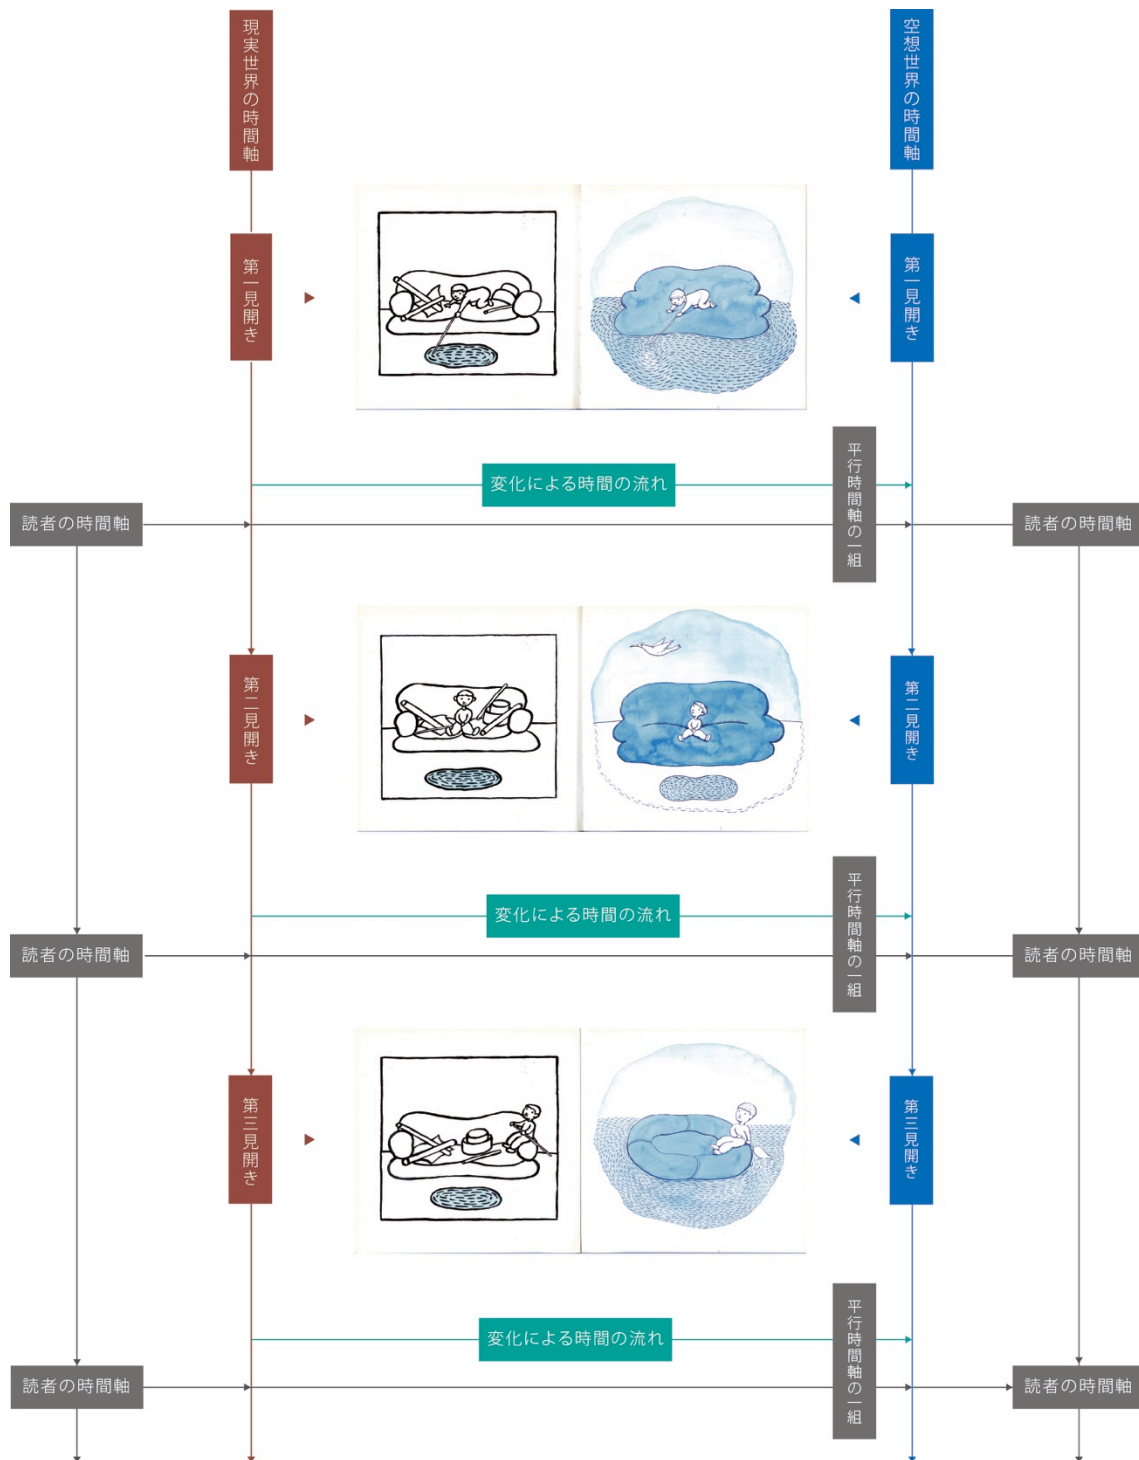 現実世界の時間軸
空想世界の時間軸
第一見開き
第一見開き
変化による時間の流れ
平行時間軸の一組
読者の時間軸
読者の時間軸
第二見開き
第二見開き
変化による時間の流れ
平行時間軸の一組
読者の時間軸
読者の時間軸
第三見開き
第三見開き
変化による時間の流れ
平行時間軸の一組
読者の時間軸
読者の時間軸